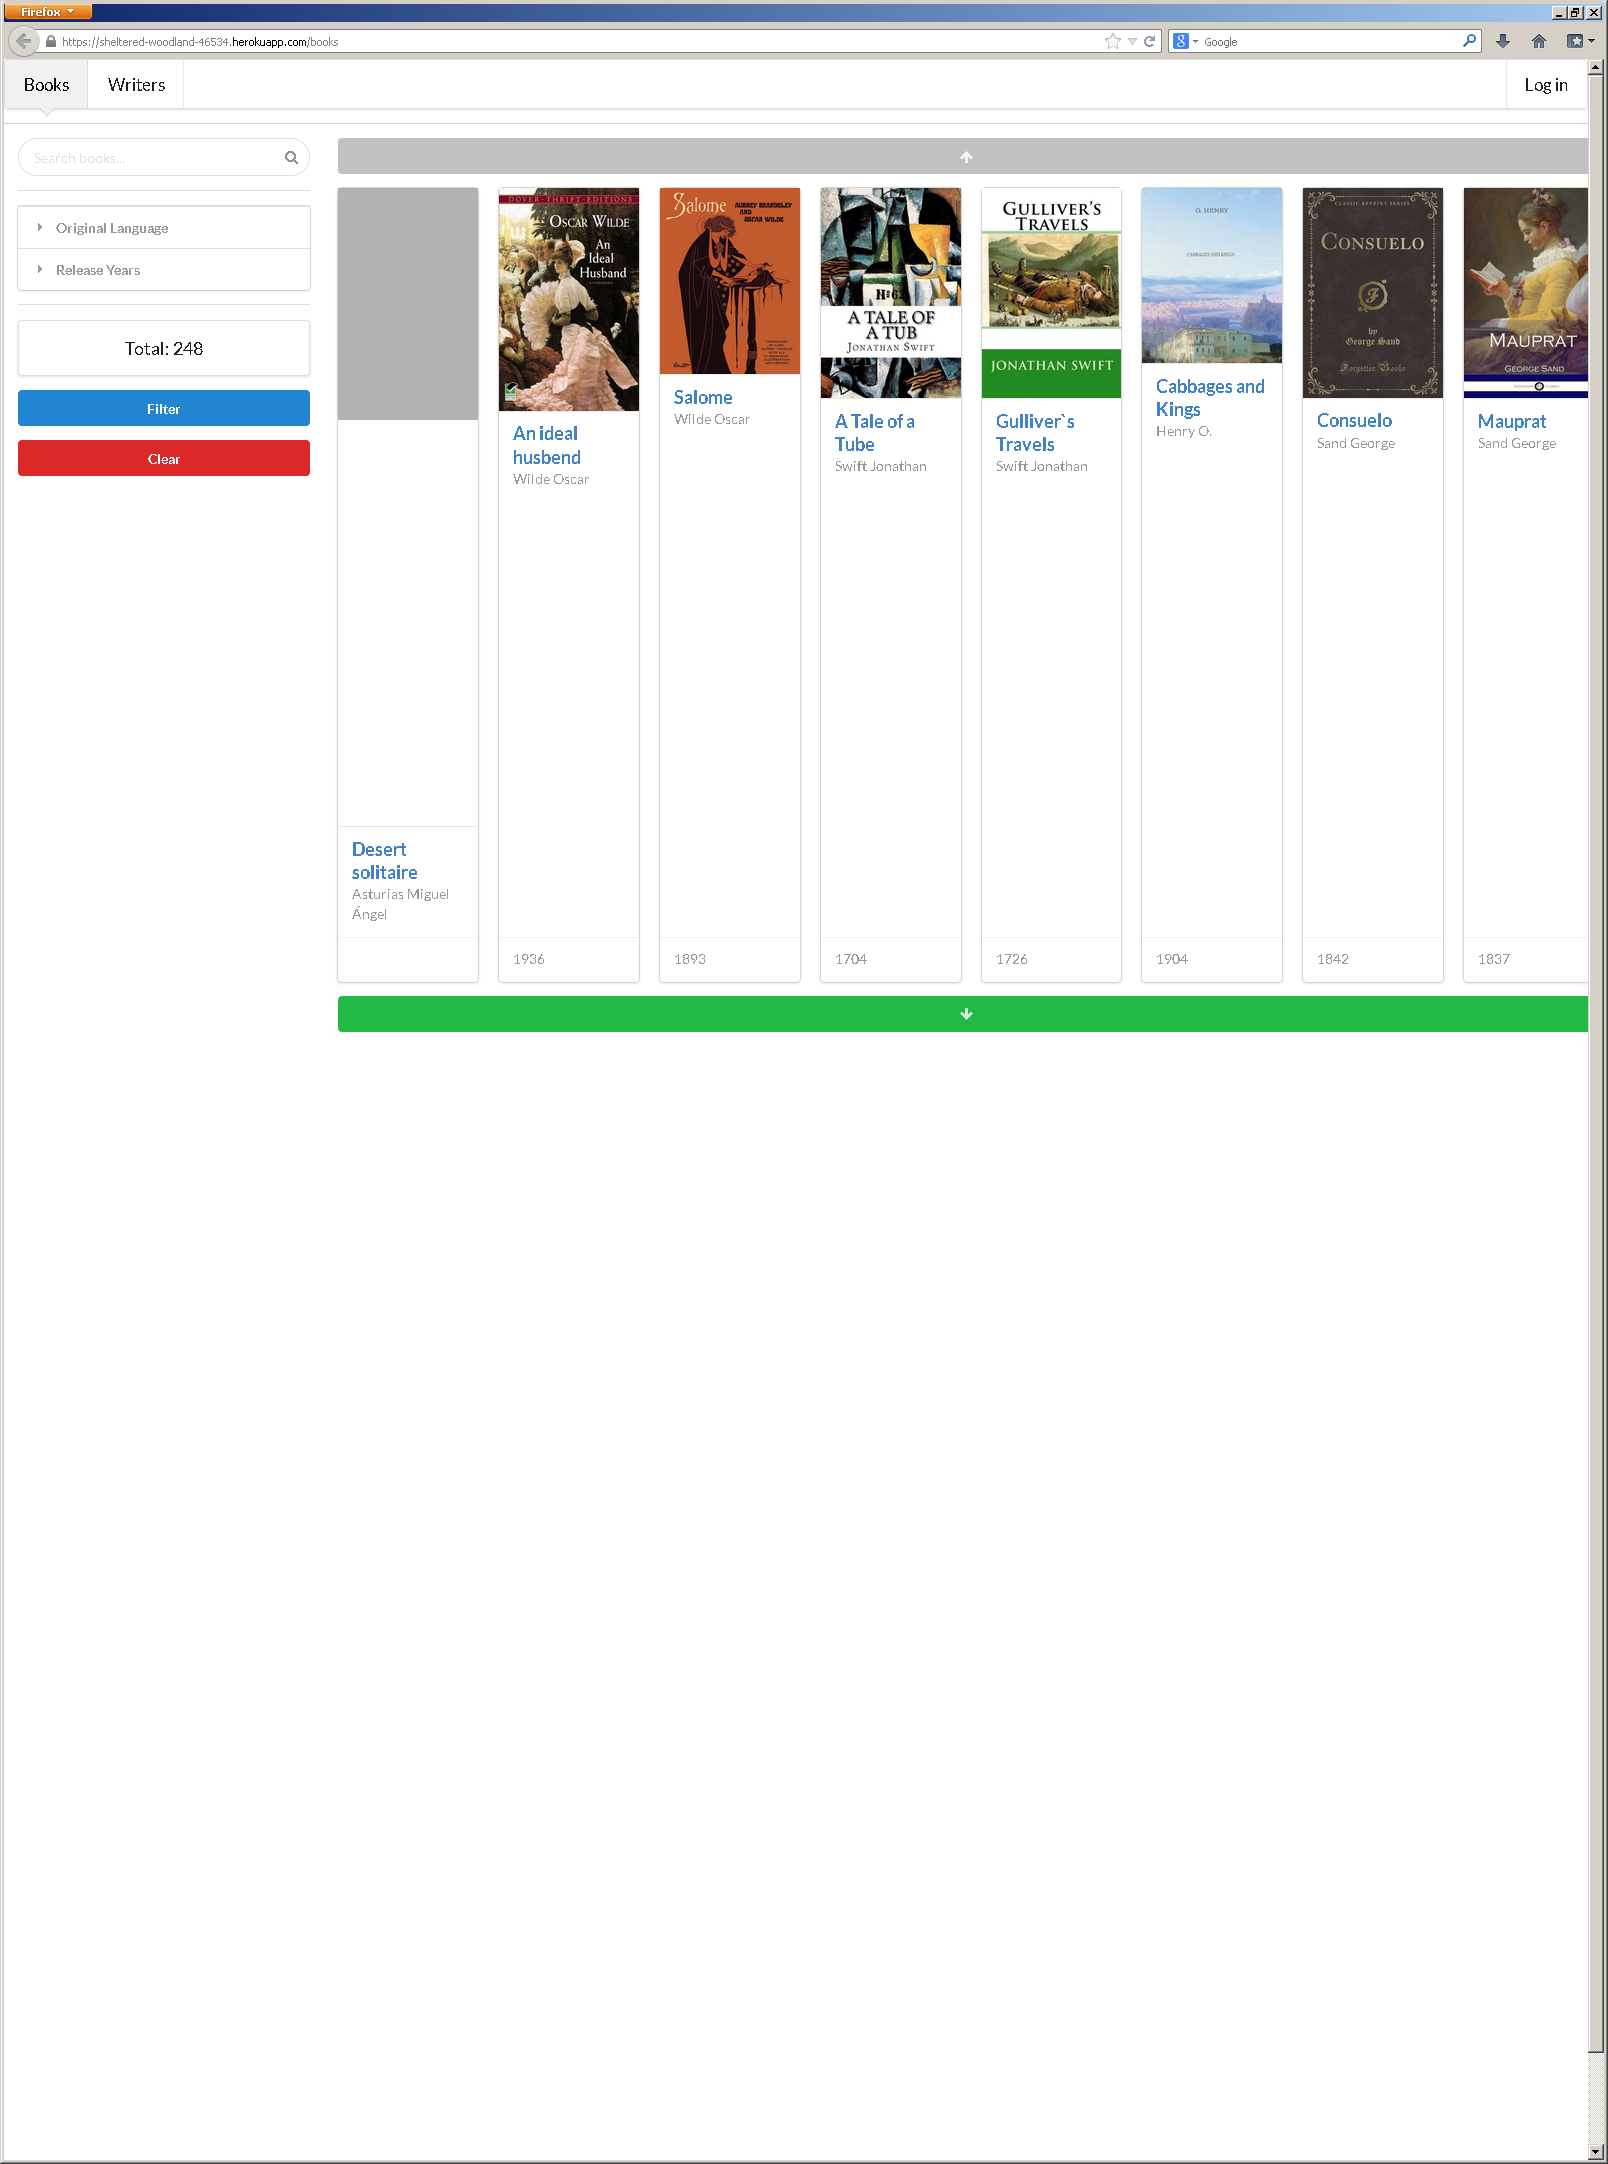 Firefox
https://sheltered-woodland-46534.herokuapp.com/books
Google
Books
Writers
Log in
Search books...
Original Language
Release Years
Total: 248
Filter
Clear
Desert
solitaire
Asturias Miguel
Ángel
DOVER · THRIFT · EDITIONS
OSCAR WILDE
An
Ideal
Husband
An ideal
husbend
Wilde Oscar
1936
Salome
AUBREY BEARDSLEY
AND
OSCAR WILDE
Salome
Wilde Oscar
1893
A TALE OF
A TUB
JONATHAN SWIFT
A Tale of a
Tube
Swift Jonathan
1704
GULLIVER'S
TRAVELS
JONATHAN SWIFT
Gulliver`s
Travels
Swift Jonathan
1726
O. HENRY
CABBAGES AND KINGS
Cabbages and
Kings
Henry O.
1904
CLASSIC REPRINT SERIES
CONSUELO
by
George Sand
Forgotten Books
Consuelo
Sand George
1842
MAUPRAT
GEORGE SAND
Mauprat
Sand George
1837